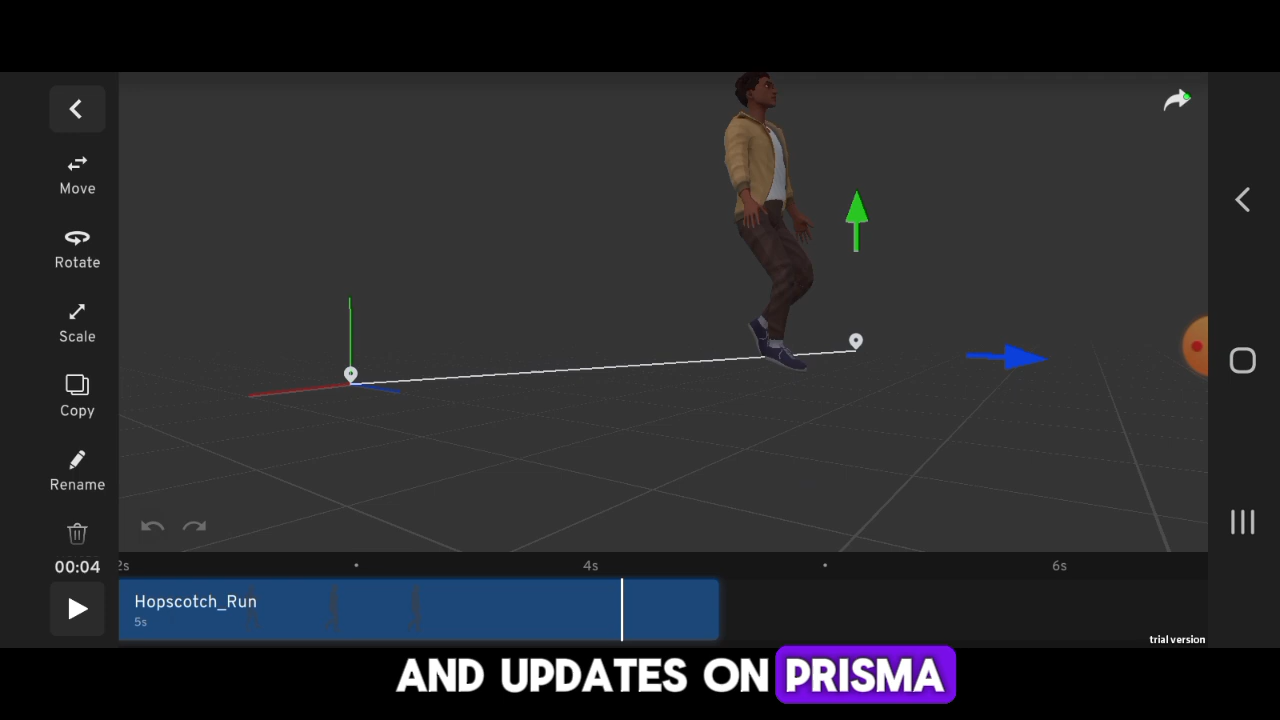 Move
Rotate
Scale
Copy
Rename
00:04
2s
4s
6s
Hopscotch_Run
5s
trial version
AND UPDATES ON PRISMA